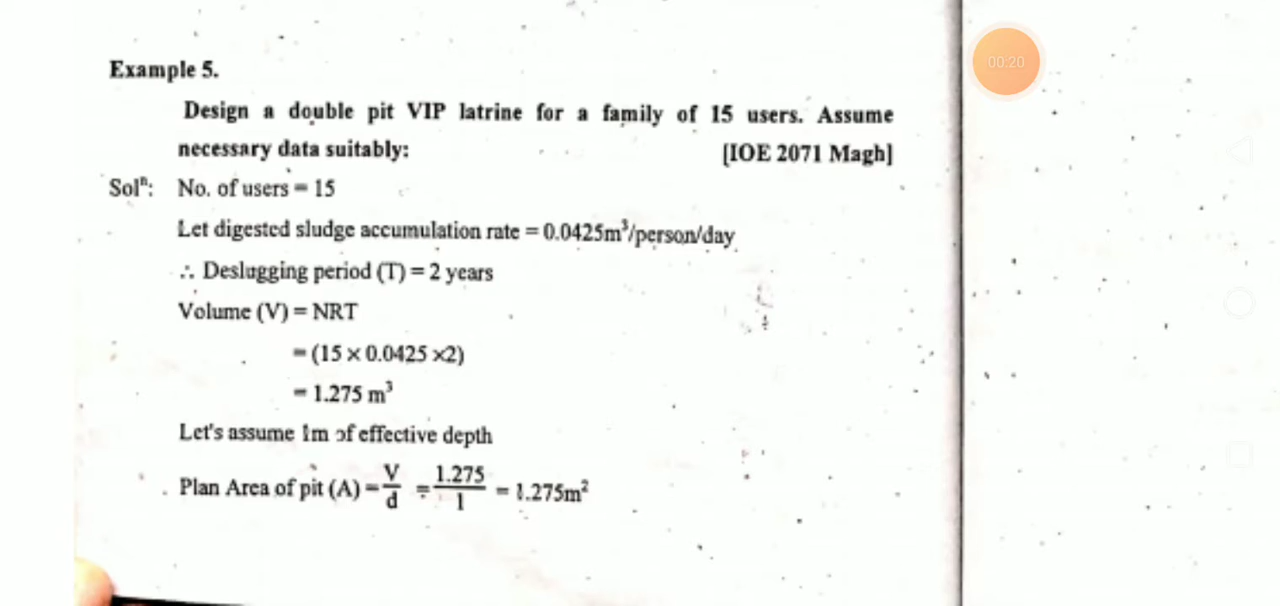 00:20
Example 5.
Design a double pit VIP latrine for a family of 15 users. Assume
necessary data suitably: [IOE 2071 Magh]
Solⁿ: No. of users = 15
Let digested sludge accumulation rate = 0.0425m³/person/day
∴ Deslugging period (T) = 2 years
Volume (V) = NRT
= (15 × 0.0425 ×2)
= 1.275 m³
Let's assume 1m of effective depth
Plan Area of pit (A) = V/d = 1.275/1 = 1.275m²